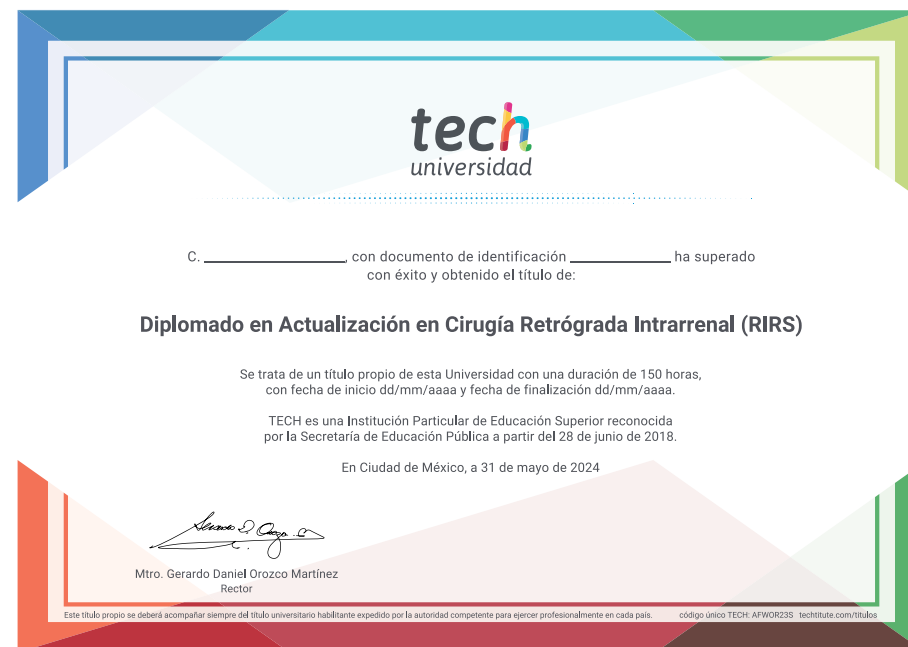 tech
universidad
C. ____________, con documento de identificación ____________ ha superado
con éxito y obtenido el título de:
Diplomado en Actualización en Cirugía Retrógrada Intrarrenal (RIRS)
Se trata de un título propio de esta Universidad con una duración de 150 horas,
con fecha de inicio dd/mm/aaaa y fecha de finalización dd/mm/aaaa.
TECH es una Institución Particular de Educación Superior reconocida
por la Secretaría de Educación Pública a partir del 28 de junio de 2018.
En Ciudad de México, a 31 de mayo de 2024
Mtro. Gerardo Daniel Orozco Martínez
Rector
Este título propio se deberá acompañar siempre del título universitario habilitante expedido por la autoridad competente para ejercer profesionalmente en cada país. código único TECH: AFWOR23S techtitute.com/titulos